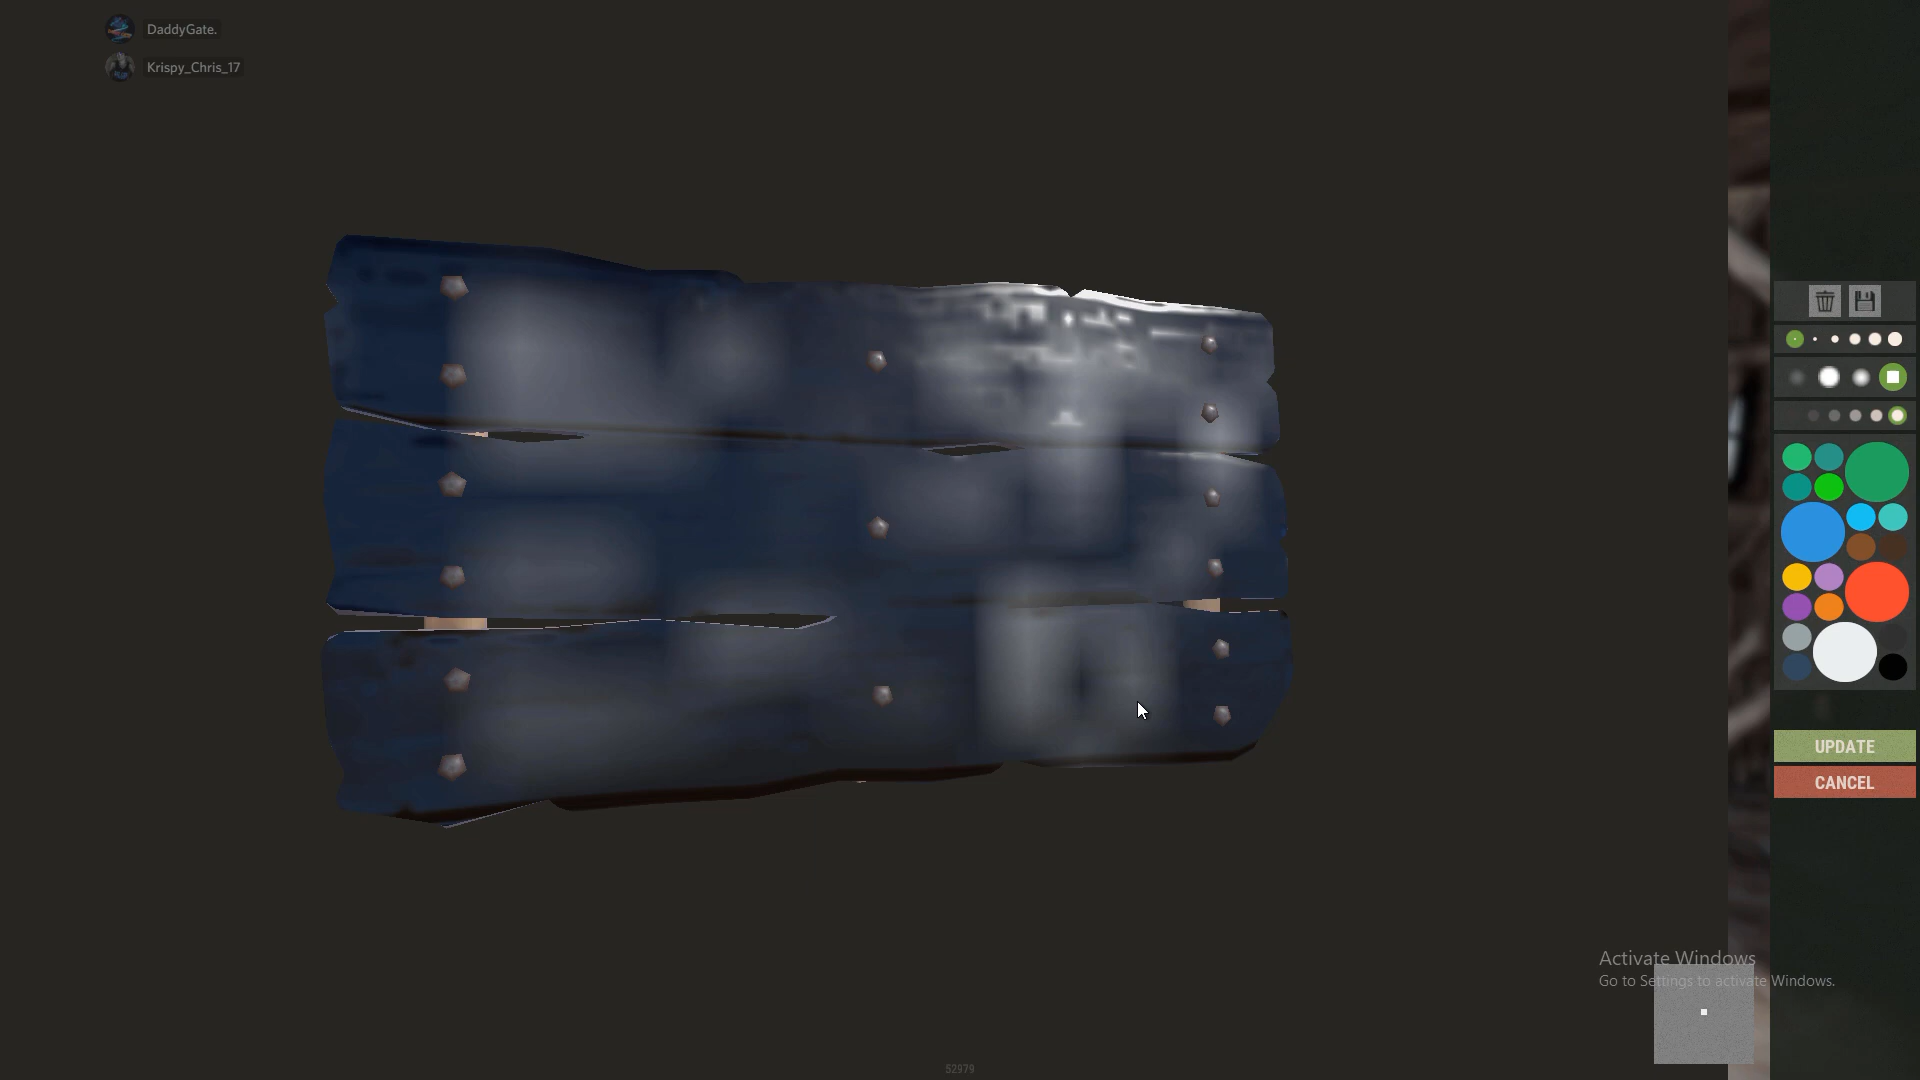 DaddyGate.
Krispy_Chris_17
UPDATE
CANCEL
Activate Windows
Go to Settings to activate Windows.
52979